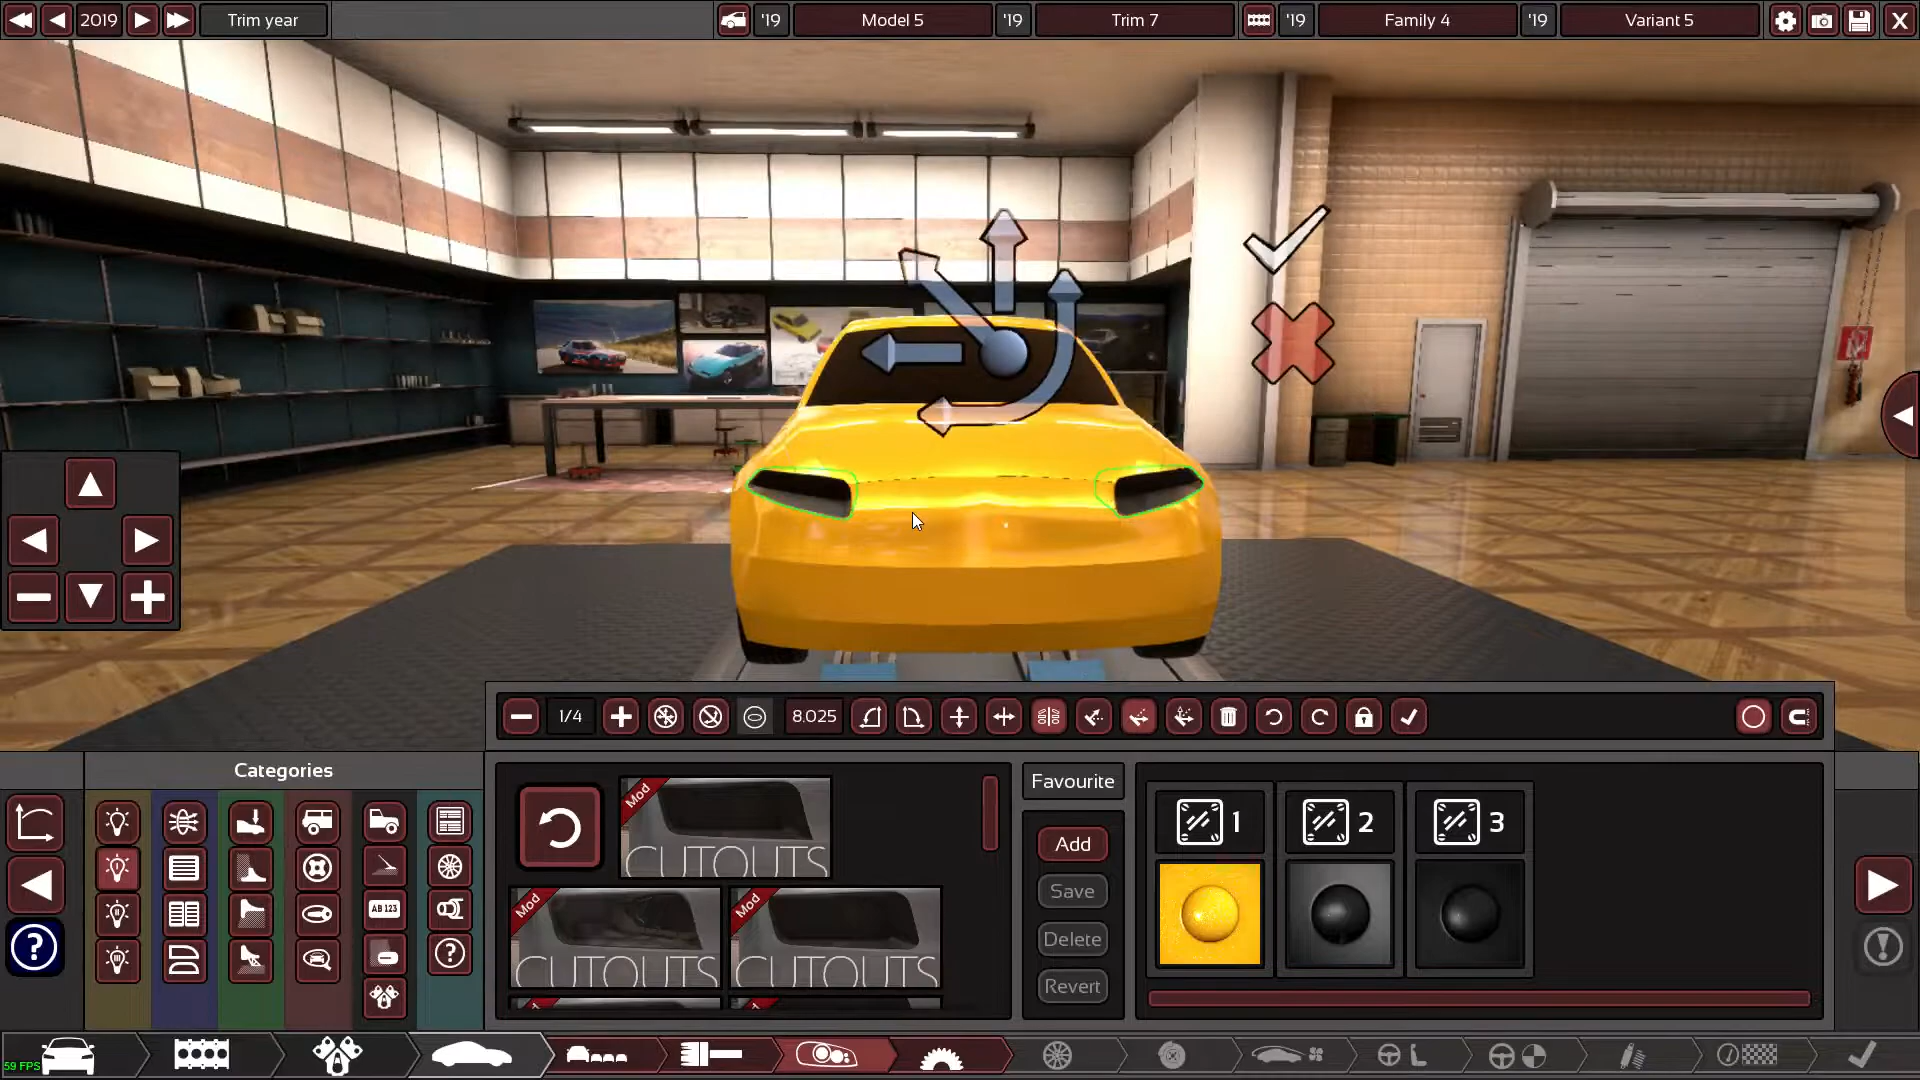 2019
Trim year
'19
Model 5
'19
Trim 7
'19
Family 4
'19
Variant 5
1/4
8.025
Categories
AB 123
Mod
CUTOUTS
Mod
CUTOUTS
Mod
CUTOUTS
Favourite
Add
Save
Delete
Revert
1
2
3
59 FPS